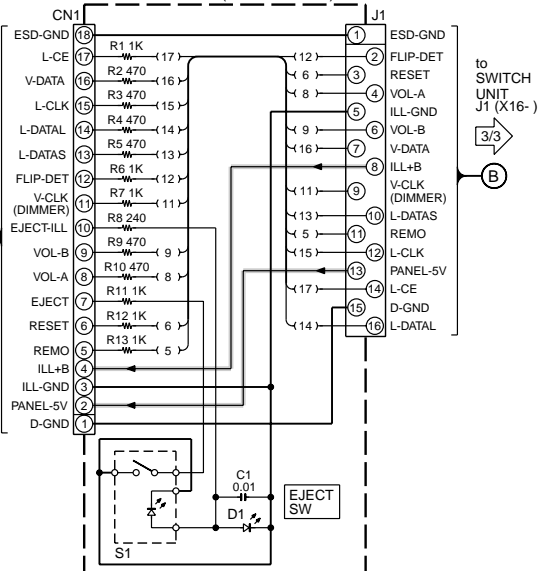 CN1
J1
ESD-GND 18
L-CE 17 R1 1K 17
V-DATA 16 R2 470 16
L-CLK 15 R3 470 15
L-DATAL 14 R4 470 14
L-DATAS 13 R5 470 13
FLIP-DET 12 R6 1K 12
V-CLK (DIMMER) 11 R7 1K 11
EJECT-ILL 10 R8 240
VOL-B 9 R9 470 9
VOL-A 8 R10 470 8
EJECT 7 R11 1K
RESET 6 R12 1K 6
REMO 5 R13 1K 5
ILL+B 4
ILL-GND 3
PANEL-5V 2
D-GND 1
1 ESD-GND
12 2 FLIP-DET
6 3 RESET
8 4 VOL-A
5 ILL-GND
9 6 VOL-B
16 7 V-DATA
8 ILL+B
11 9 V-CLK (DIMMER)
13 10 L-DATAS
5 11 REMO
15 12 L-CLK
13 PANEL-5V
17 14 L-CE
15 D-GND
14 16 L-DATAL
to
SWITCH
UNIT
J1 (X16- )
3/3
B
C1
0.01
D1
EJECT
SW
S1